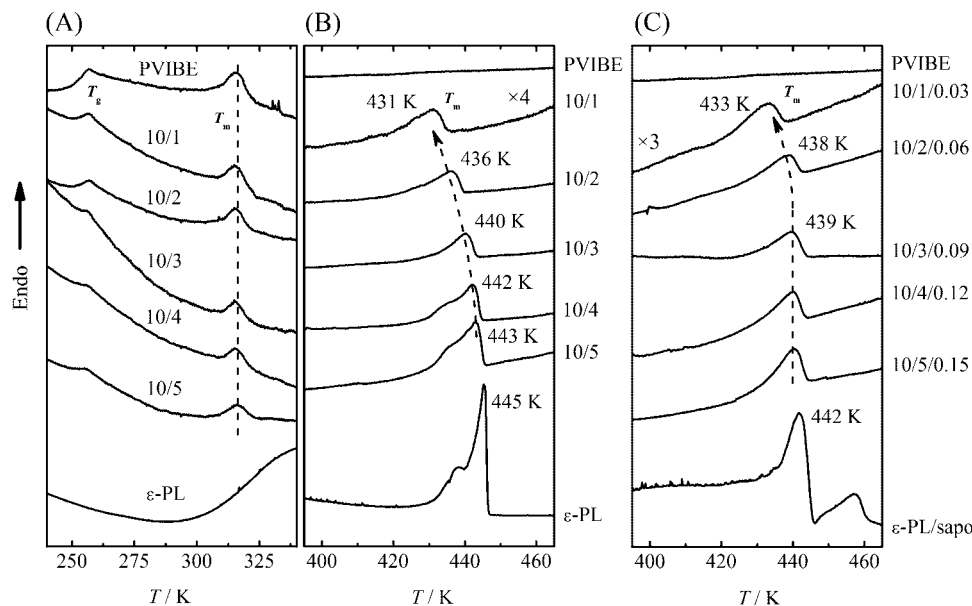 (A)
(B)
(C)
PVIBE
Tg
Tm
10/1
10/2
10/3
10/4
10/5
ε-PL
Endo
250 275 300 325
T / K
PVIBE
431 K
Tm
×4
10/1
436 K
10/2
440 K
10/3
442 K
10/4
443 K
10/5
445 K
ε-PL
400 420 440 460
T / K
PVIBE
433 K
Tm
10/1/0.03
×3
438 K
10/2/0.06
439 K
10/3/0.09
10/4/0.12
10/5/0.15
442 K
ε-PL/sapo
400 420 440 460
T / K